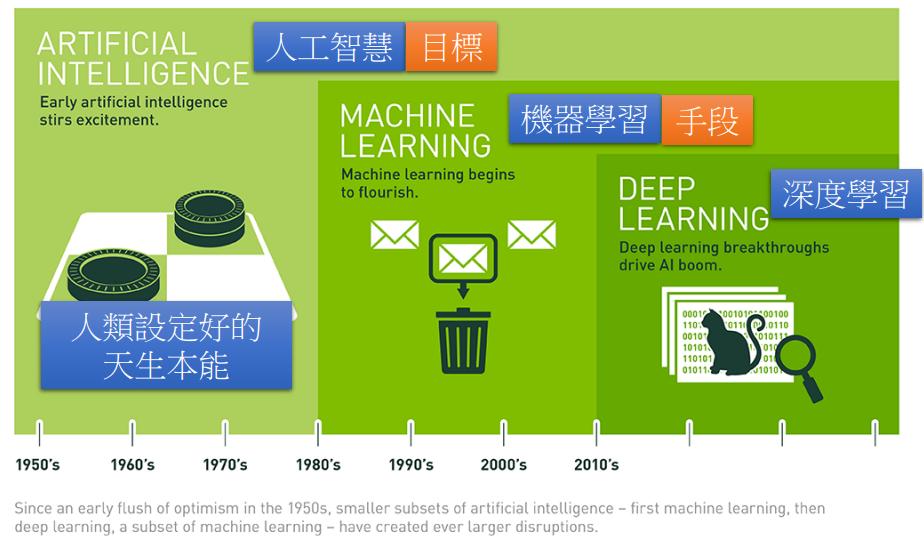 ARTIFICIAL
INTELLIGENCE
人工智慧 目標
Early artificial intelligence
stirs excitement.
人類設定好的
天生本能
MACHINE
LEARNING
機器學習 手段
Machine learning begins
to flourish.
DEEP
LEARNING
深度學習
Deep learning breakthroughs
drive AI boom.
1950's 1960's 1970's 1980's 1990's 2000's 2010's
Since an early flush of optimism in the 1950s, smaller subsets of artificial intelligence – first machine learning, then
deep learning, a subset of machine learning – have created ever larger disruptions.